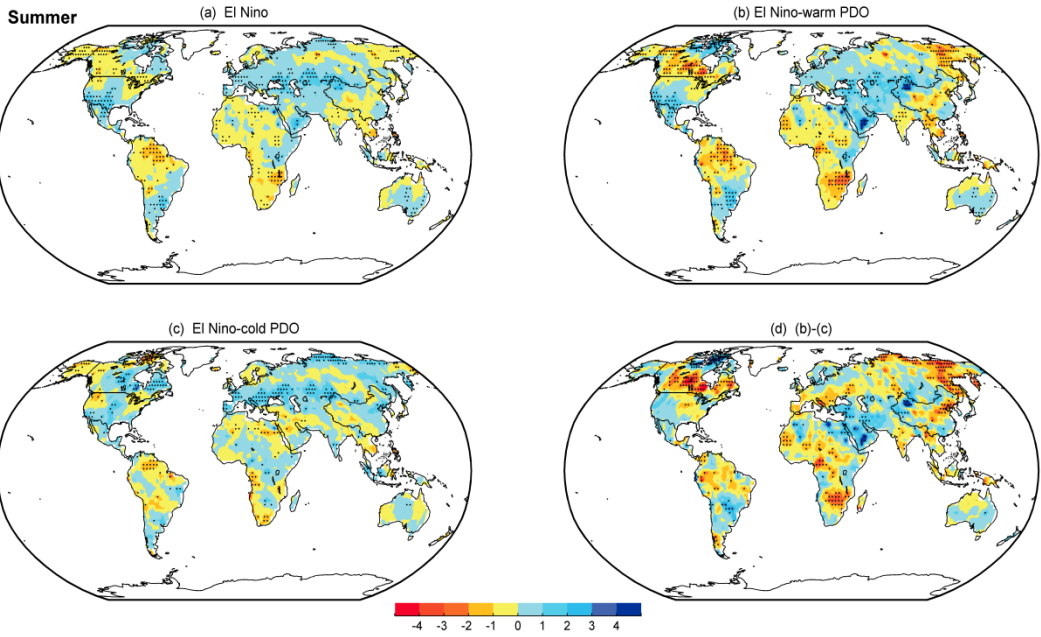 Summer
(a) El Nino
(b) El Nino-warm PDO
(c) El Nino-cold PDO
(d) (b)-(c)
-4 -3 -2 -1 0 1 2 3 4